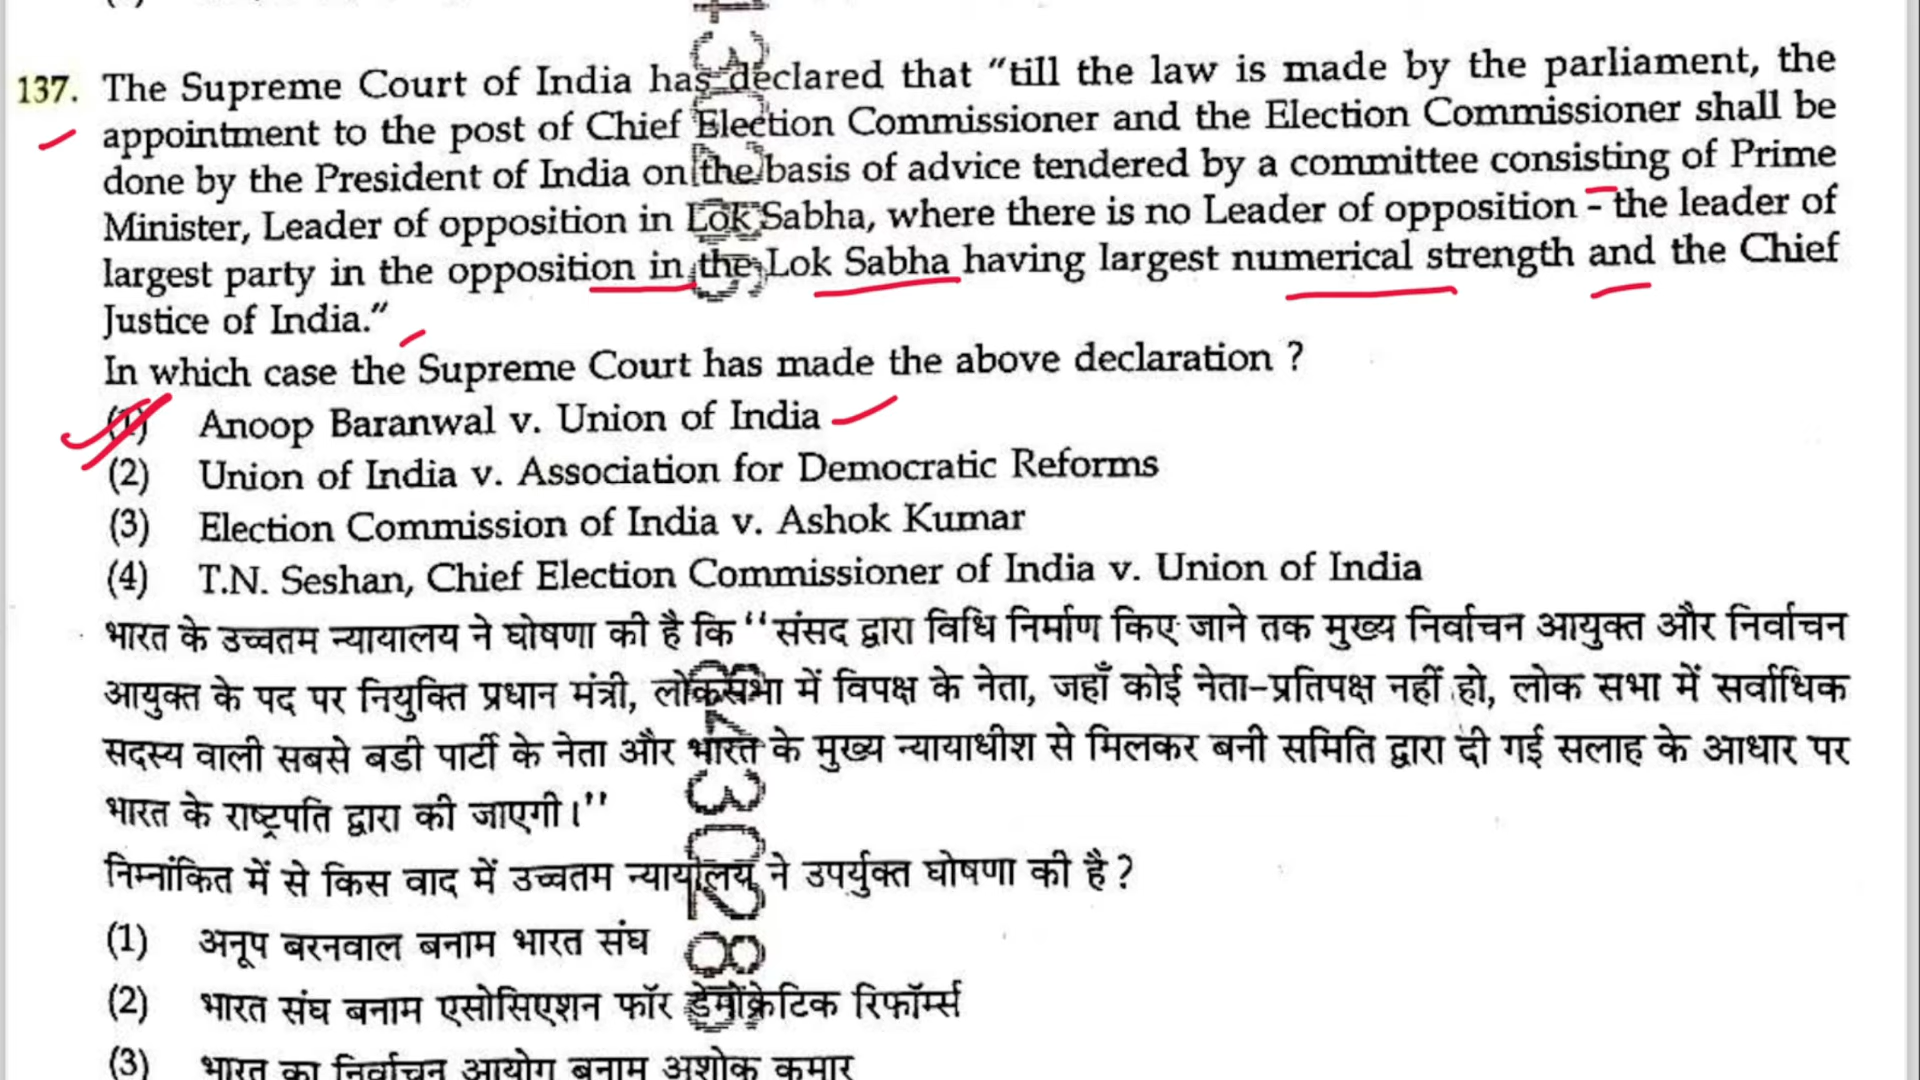 137. The Supreme Court of India has declared that “till the law is made by the parliament, the
appointment to the post of Chief Election Commissioner and the Election Commissioner shall be
done by the President of India on the basis of advice tendered by a committee consisting of Prime
Minister, Leader of opposition in Lok Sabha, where there is no Leader of opposition - the leader of
largest party in the opposition in the Lok Sabha having largest numerical strength and the Chief
Justice of India.”
In which case the Supreme Court has made the above declaration ?
(1) Anoop Baranwal v. Union of India
(2) Union of India v. Association for Democratic Reforms
(3) Election Commission of India v. Ashok Kumar
(4) T.N. Seshan, Chief Election Commissioner of India v. Union of India
भारत के उच्चतम न्यायालय ने घोषणा की है कि ‘‘संसद द्वारा विधि निर्माण किए जाने तक मुख्य निर्वाचन आयुक्त और निर्वाचन
आयुक्त के पद पर नियुक्ति प्रधान मंत्री, लोकसभा में विपक्ष के नेता, जहाँ कोई नेता-प्रतिपक्ष नहीं हो, लोक सभा में सर्वाधिक
सदस्य वाली सबसे बडी पार्टी के नेता और भारत के मुख्य न्यायाधीश से मिलकर बनी समिति द्वारा दी गई सलाह के आधार पर
भारत के राष्ट्रपति द्वारा की जाएगी।’’
निम्नांकित में से किस वाद में उच्चतम न्यायालय ने उपर्युक्त घोषणा की है ?
(1) अनूप बरनवाल बनाम भारत संघ
(2) भारत संघ बनाम एसोसिएशन फॉर डेमोक्रेटिक रिफॉर्म्स
(3) भारत का निर्वाचन आयोग बनाम अशोक कुमार